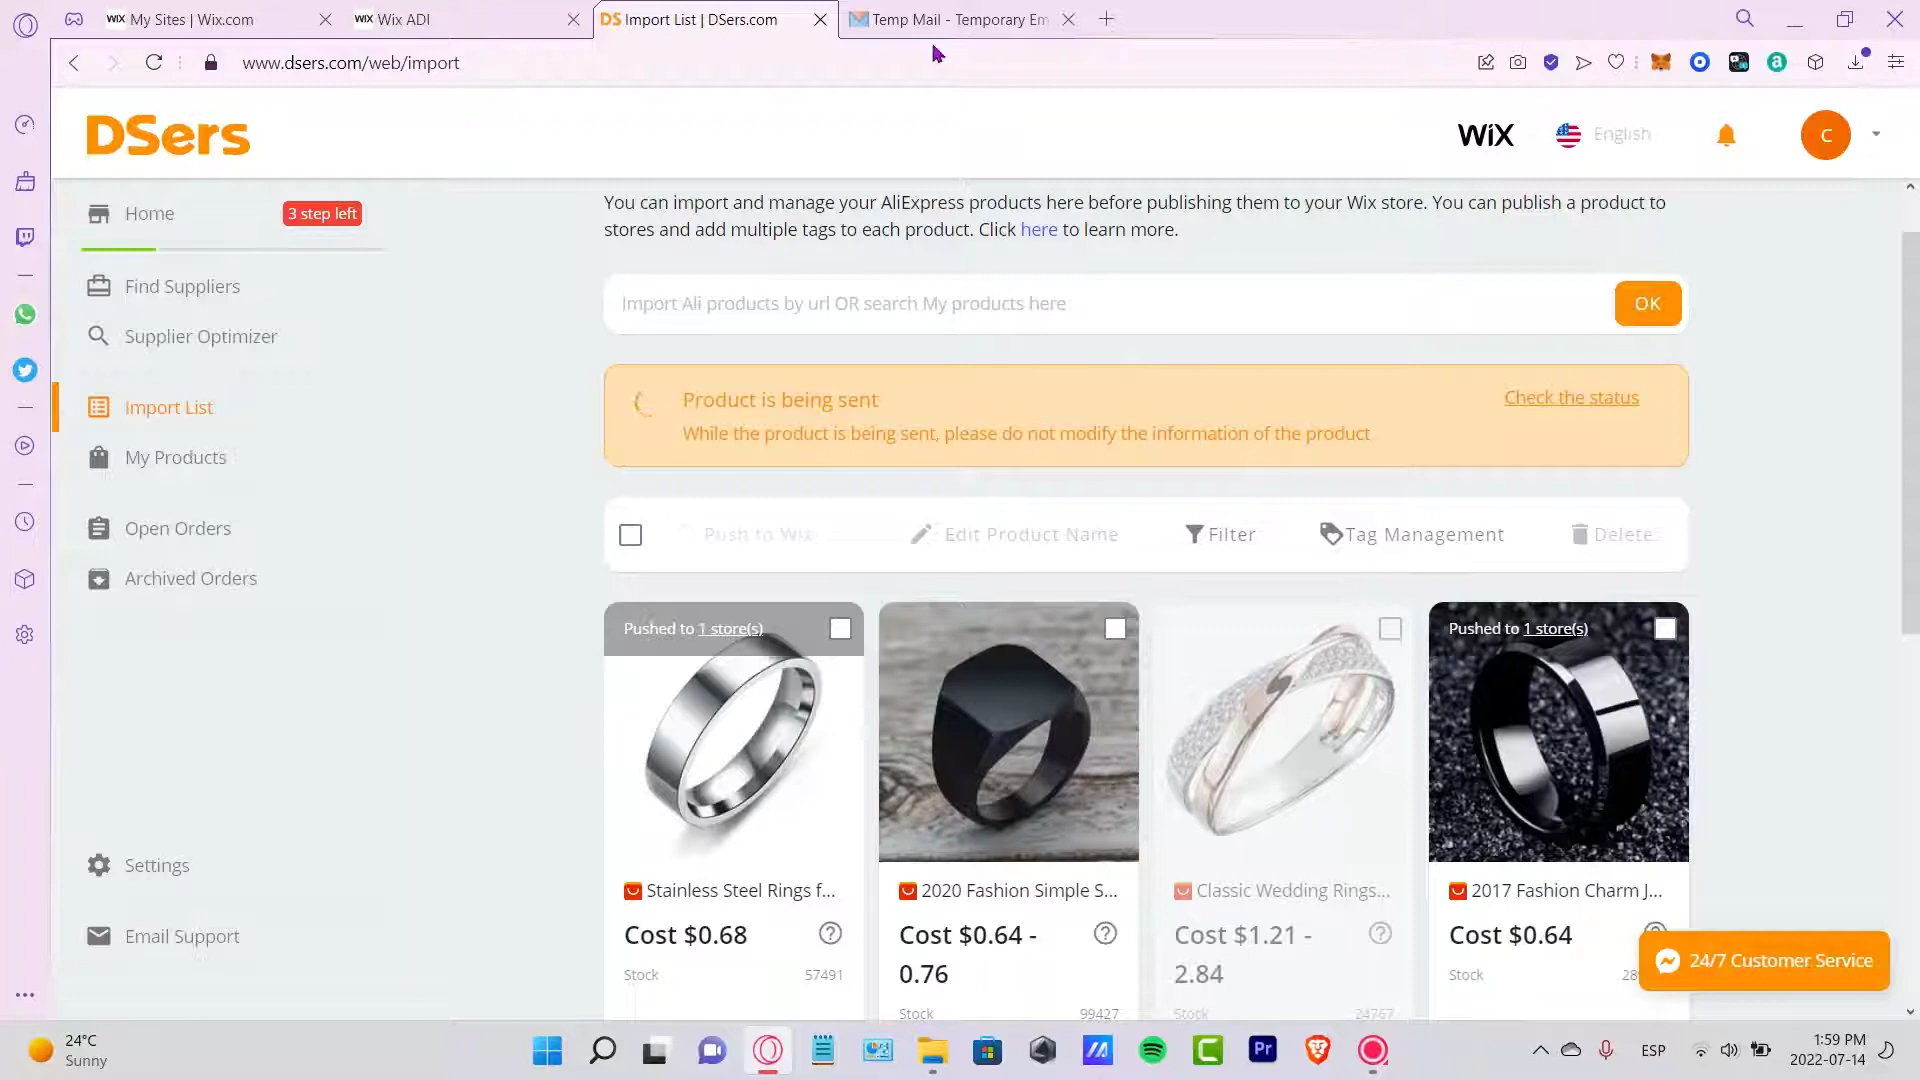 WIX My Sites | Wix.com
WIX Wix ADI
DS Import List | DSers.com
Temp Mail - Temporary Em
www.dsers.com/web/import
DSers
WiX
English
C
Home
3 step left
Find Suppliers
Supplier Optimizer
Import List
My Products
Open Orders
Archived Orders
Settings
Email Support
You can import and manage your AliExpress products here before publishing them to your Wix store. You can publish a product to
stores and add multiple tags to each product. Click here to learn more.
Import Ali products by url OR search My products here
OK
Product is being sent
Check the status
While the product is being sent, please do not modify the information of the product
Push to Wix
Edit Product Name
Filter
Tag Management
Delete
Pushed to 1 store(s)
Pushed to 1 store(s)
Stainless Steel Rings f...
2020 Fashion Simple S...
Classic Wedding Rings...
2017 Fashion Charm J...
Cost $0.68
Cost $0.64 -
0.76
Cost $1.21 -
2.84
Cost $0.64
Stock 57491
Stock 99427
Stock 24767
Stock
24/7 Customer Service
24°C
Sunny
Pr
ESP
1:59 PM
2022-07-14